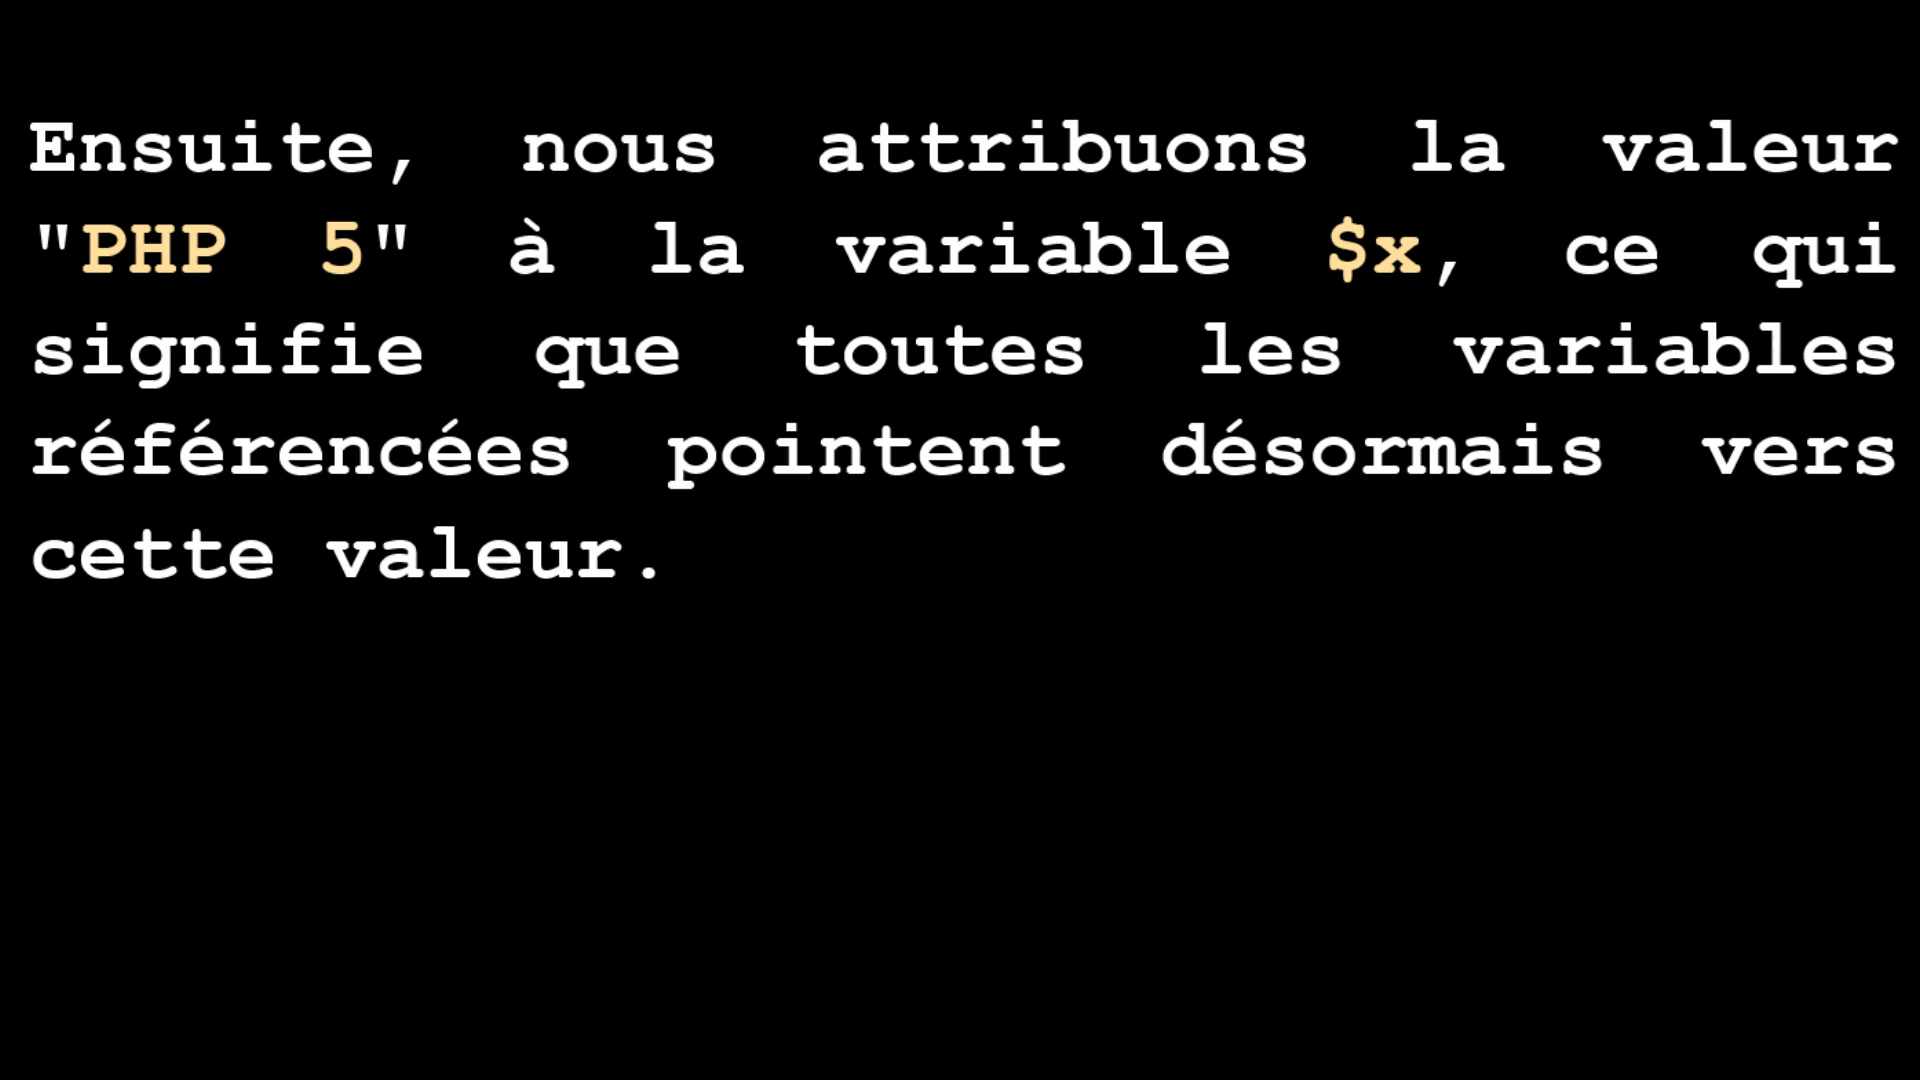 Ensuite, nous attribuons la valeur
"PHP 5" à la variable $x, ce qui
signifie que toutes les variables
référencées pointent désormais vers
cette valeur.